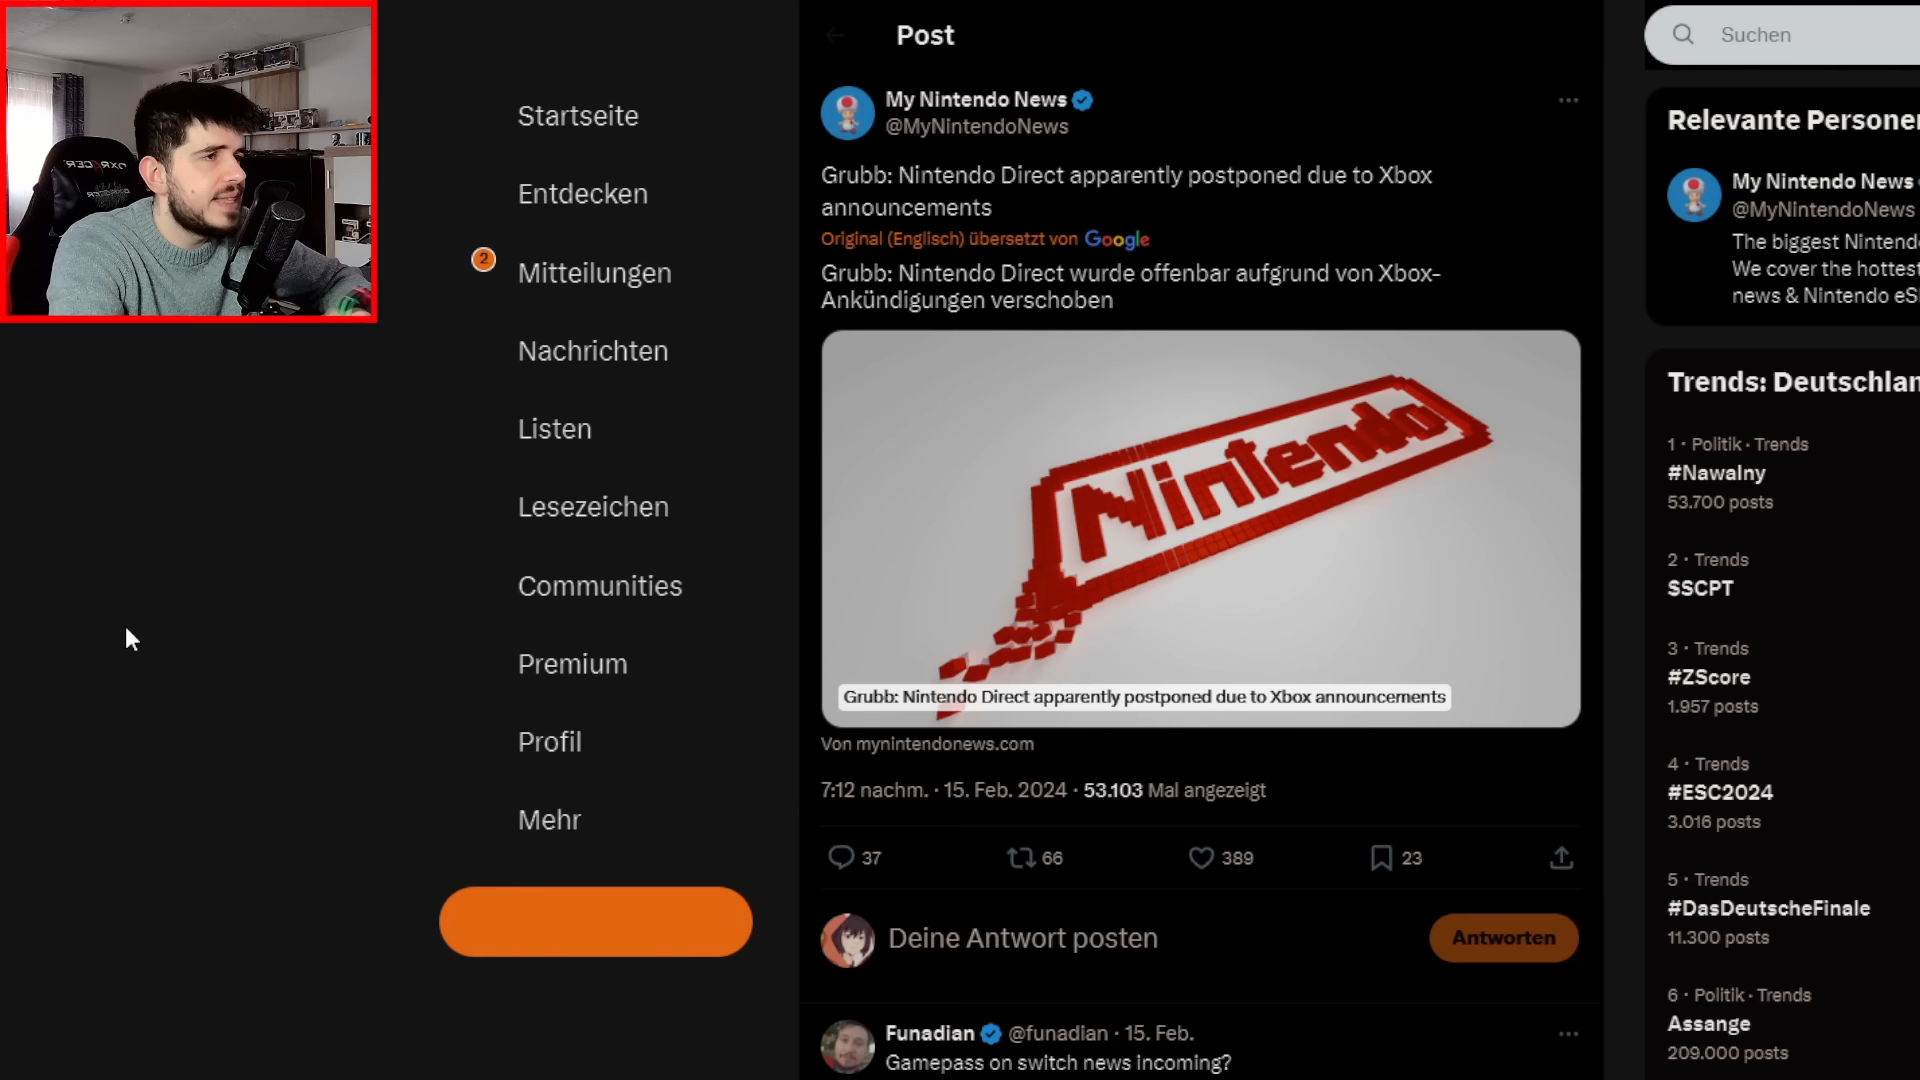 Startseite
Entdecken
2
Mitteilungen
Nachrichten
Listen
Lesezeichen
Communities
Premium
Profil
Mehr
Post
My Nintendo News
@MyNintendoNews
Grubb: Nintendo Direct apparently postponed due to Xbox
announcements
Original (Englisch) übersetzt von Google
Grubb: Nintendo Direct wurde offenbar aufgrund von Xbox-
Ankündigungen verschoben
Nintendo
Grubb: Nintendo Direct apparently postponed due to Xbox announcements
Von mynintendonews.com
7:12 nachm. · 15. Feb. 2024 · 53.103 Mal angezeigt
37 66 389 23
Deine Antwort posten
Antworten
Funadian @funadian · 15. Feb.
Gamepass on switch news incoming?
Suchen
Relevante Personen
My Nintendo News
@MyNintendoNews
The biggest Nintendo
We cover the hottest
news & Nintendo eS
Trends: Deutschlan
1 · Politik · Trends
#Nawalny
53.700 posts
2 · Trends
$SCPT
3 · Trends
#ZScore
1.957 posts
4 · Trends
#ESC2024
3.016 posts
5 · Trends
#DasDeutscheFinale
11.300 posts
6 · Politik · Trends
Assange
209.000 posts